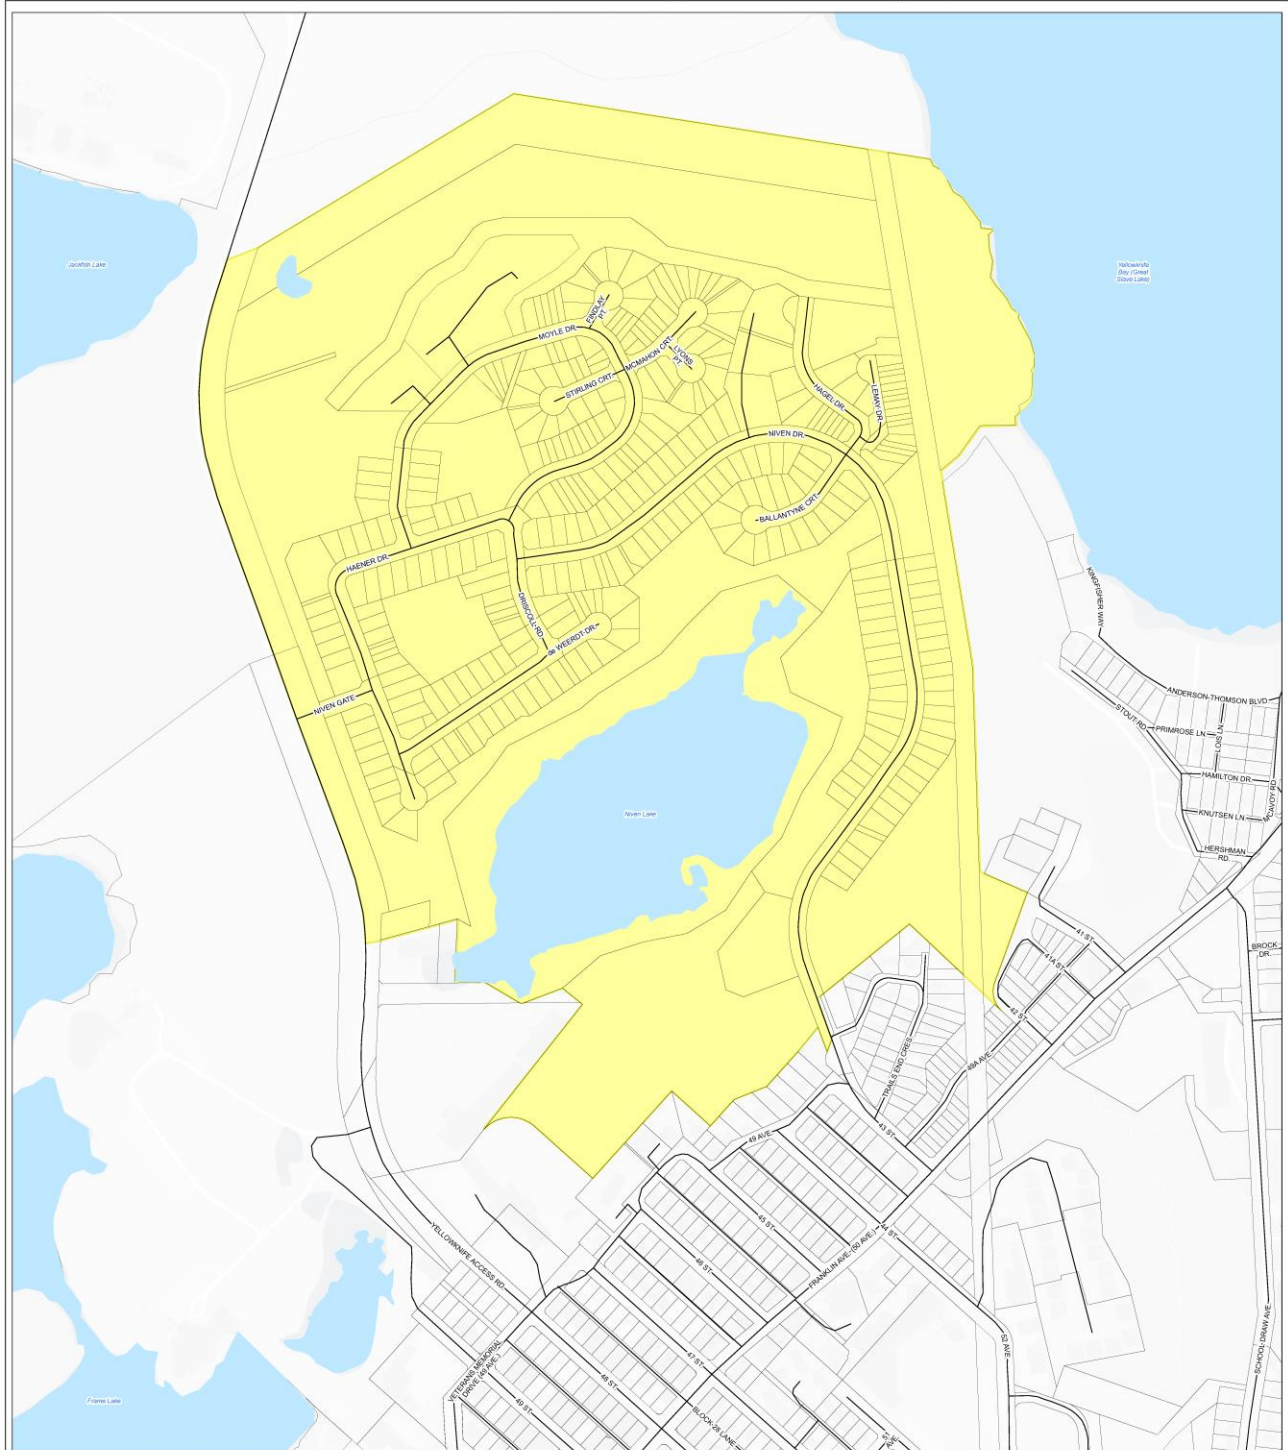 Jackfish Lake
Yellowknife
Bay (Great
Slave Lake)
FINDLAY
PT.
MOYLE DR.
MCMAHON CRT.
LYONS
PT.
STIRLING CRT.
HAGEL DR.
LEMAY DR.
NIVEN DR.
BALLANTYNE CRT.
HAENER DR.
DRISCOLL RD.
de WEERDT DR.
NIVEN GATE
KINGFISHER WAY
ANDERSON-THOMSON BLVD
STOUT RD
PRIMROSE LN
LOIS LN
HAMILTON DR
KNUTSEN LN
MCAVOY RD
HERSHMAN
RD.
Niven Lake
41 ST
41A ST
BROCK
DR.
42 ST
49A AVE
TRAILS END CRES
43 ST
49 AVE
45 ST
44 ST
FRANKLIN AVE. (50 AVE.)
46 ST
YELLOWKNIFE ACCESS RD
52 AVE
SCHOOL DRAW AVE
VETERANS MEMORIAL
DRIVE (49 AVE.)
47 ST
48 ST
49 ST
BLOCK 28 LANE
AVE
Frame Lake